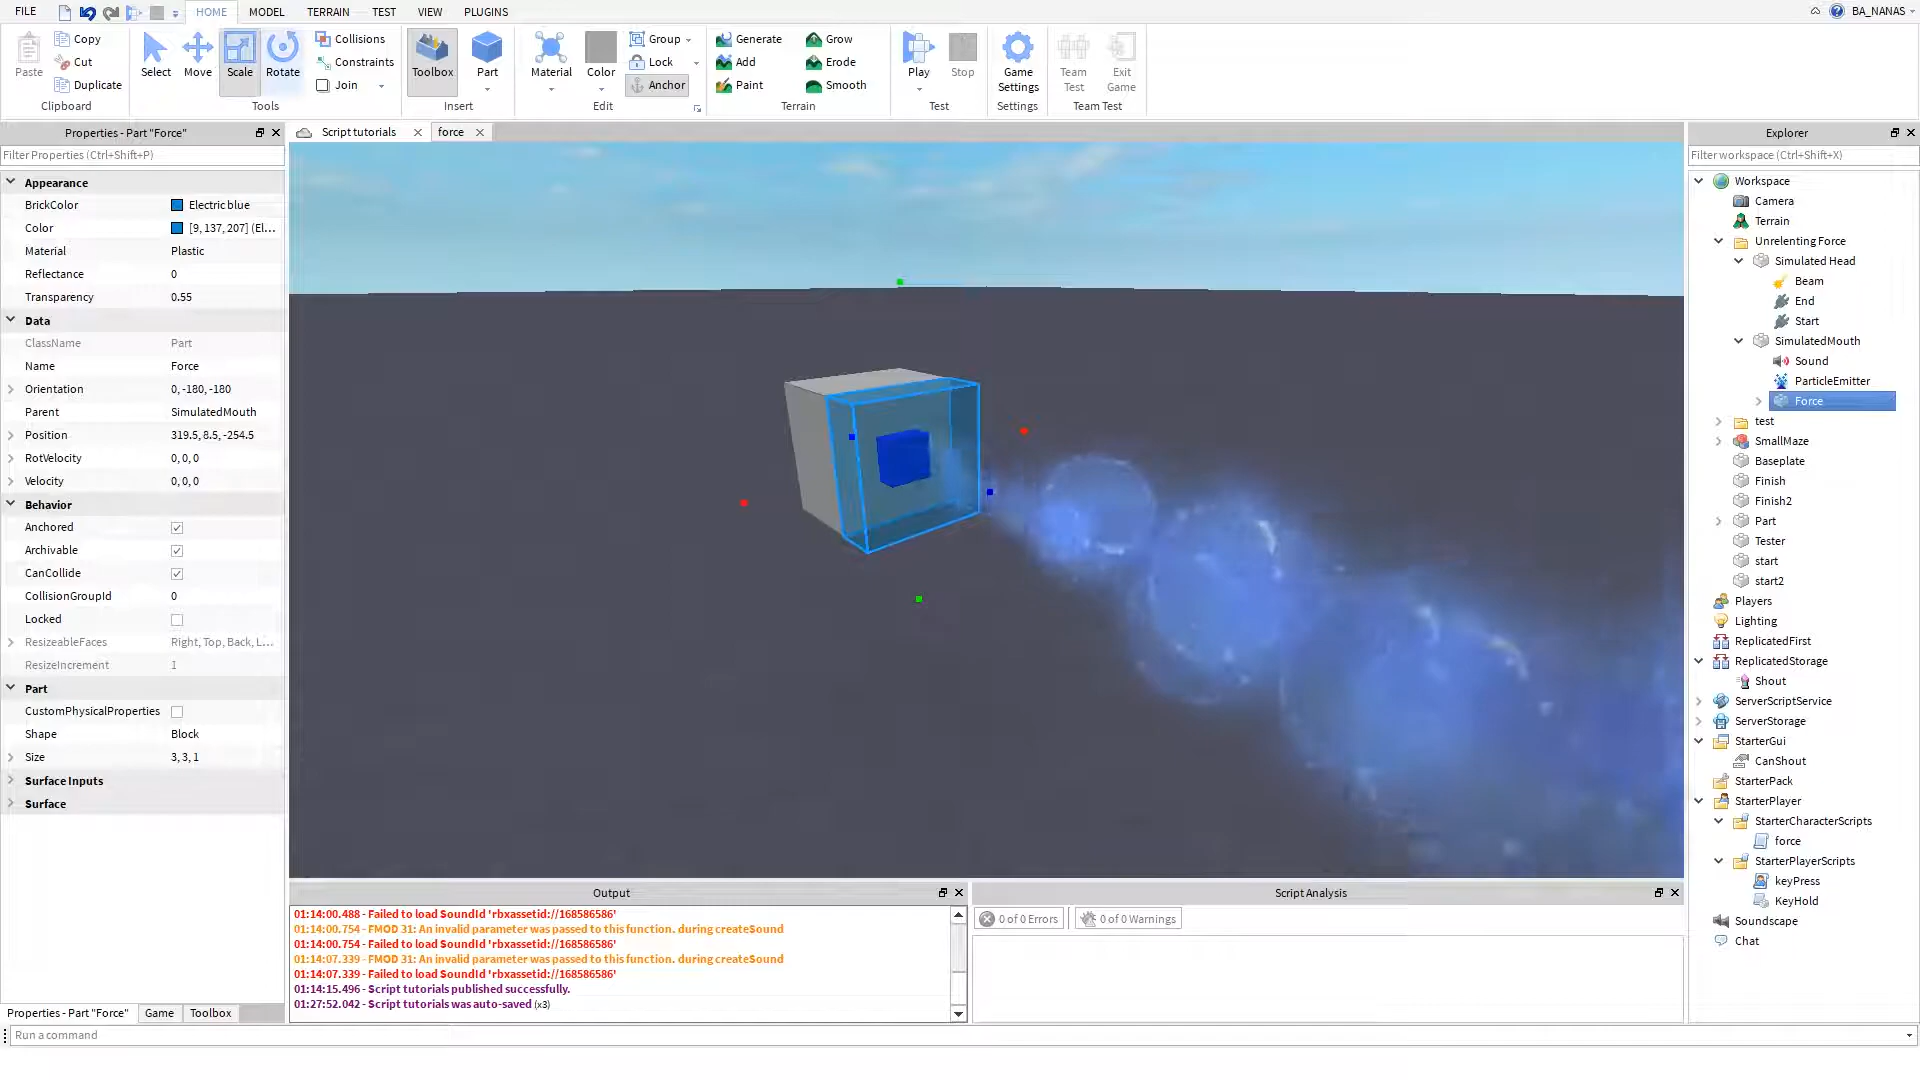 FILE HOME MODEL TERRAIN TEST VIEW PLUGINS BA_NANAS
Paste Copy Cut Duplicate
Clipboard
Select Move Scale Rotate
Collisions Constraints Join
Tools
Toolbox Part
Insert
Material Color Group Lock Anchor
Edit
Generate Grow
Add Erode
Paint Smooth
Terrain
Play Stop
Test
Game Settings
Settings
Team Test Exit Game
Team Test
Properties - Part "Force"
Filter Properties (Ctrl+Shift+P)
Appearance
BrickColor Electric blue
Color [9, 137, 207] (El...
Material Plastic
Reflectance 0
Transparency 0.55
Data
ClassName Part
Name Force
Orientation 0, -180, -180
Parent SimulatedMouth
Position 319.5, 8.5, -254.5
RotVelocity 0, 0, 0
Velocity 0, 0, 0
Behavior
Anchored
Archivable
CanCollide
CollisionGroupId 0
Locked
ResizeableFaces Right, Top, Back, L...
ResizeIncrement 1
Part
CustomPhysicalProperties
Shape Block
Size 3, 3, 1
Surface Inputs
Surface
Properties - Part "Force" Game Toolbox
Run a command
Script tutorials force
Output
01:14:00.488 - Failed to load SoundId 'rbxassetid://168586586'
01:14:00.754 - FMOD 31: An invalid parameter was passed to this function. during createSound
01:14:00.754 - Failed to load SoundId 'rbxassetid://168586586'
01:14:07.339 - FMOD 31: An invalid parameter was passed to this function. during createSound
01:14:07.339 - Failed to load SoundId 'rbxassetid://168586586'
01:14:15.496 - Script tutorials published successfully.
01:27:52.042 - Script tutorials was auto-saved (x3)
Script Analysis
0 of 0 Errors 0 of 0 Warnings
Explorer
Filter workspace (Ctrl+Shift+X)
Workspace
Camera
Terrain
Unrelenting Force
Simulated Head
Beam
End
Start
SimulatedMouth
Sound
ParticleEmitter
Force
test
SmallMaze
Baseplate
Finish
Finish2
Part
Tester
start
start2
Players
Lighting
ReplicatedFirst
ReplicatedStorage
Shout
ServerScriptService
ServerStorage
StarterGui
CanShout
StarterPack
StarterPlayer
StarterCharacterScripts
force
StarterPlayerScripts
keyPress
KeyHold
Soundscape
Chat